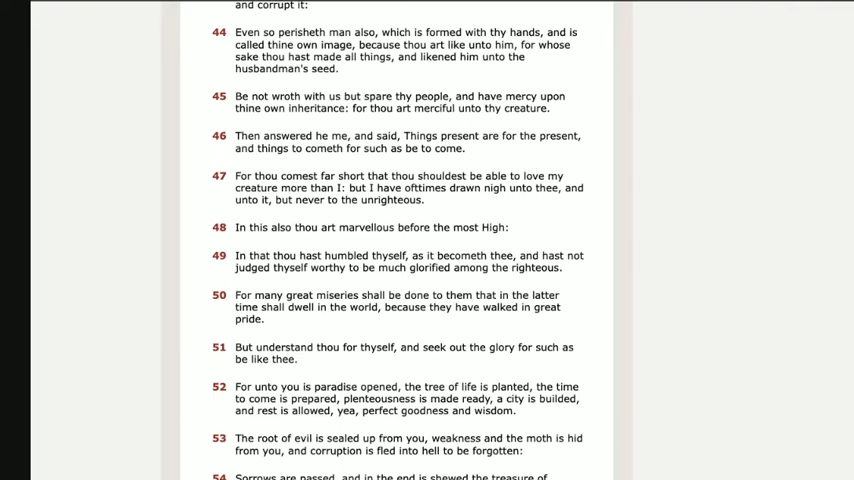 and corrupt it:
44 Even so perisheth man also, which is formed with thy hands, and is
called thine own image, because thou art like unto him, for whose
sake thou hast made all things, and likened him unto the
husbandman's seed.
45 Be not wroth with us but spare thy people, and have mercy upon
thine own inheritance: for thou art merciful unto thy creature.
46 Then answered he me, and said, Things present are for the present,
and things to cometh for such as be to come.
47 For thou comest far short that thou shouldest be able to love my
creature more than I: but I have ofttimes drawn nigh unto thee, and
unto it, but never to the unrighteous.
48 In this also thou art marvellous before the most High:
49 In that thou hast humbled thyself, as it becometh thee, and hast not
judged thyself worthy to be much glorified among the righteous.
50 For many great miseries shall be done to them that in the latter
time shall dwell in the world, because they have walked in great
pride.
51 But understand thou for thyself, and seek out the glory for such as
be like thee.
52 For unto you is paradise opened, the tree of life is planted, the time
to come is prepared, plenteousness is made ready, a city is builded,
and rest is allowed, yea, perfect goodness and wisdom.
53 The root of evil is sealed up from you, weakness and the moth is hid
from you, and corruption is fled into hell to be forgotten:
54 Sorrows are passed, and in the end is shewed the treasure of